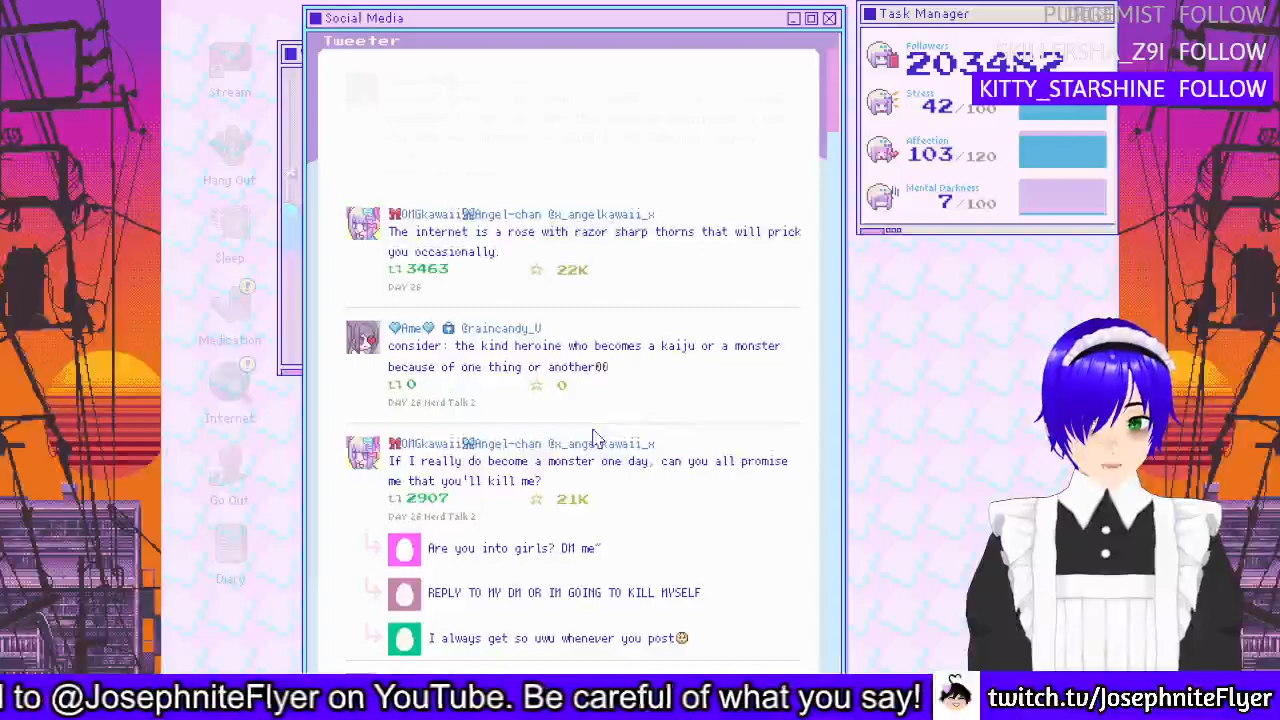 Social Media
Tweeter
Stream
Hang Out
Sleep
Medication
Internet
Go Out
Diary
OMGkawaii Angel-chan @x_angelkawaii_x
The internet is a rose with razor sharp thorns that will prick
you occasionally.
3463 22K
DAY 26
Ame @raincandy_U
consider: the kind heroine who becomes a kaiju or a monster
because of one thing or another
0 0
DAY 26 Nerd Talk 2
OMGkawaii Angel-chan @x_angelkawaii_x
If I really do become a monster one day, can you all promise
me that you'll kill me?
2907 21K
DAY 26 Nerd Talk 2
Are you into girls? DM me~
REPLY TO MY DM OR IM GOING TO KILL MYSELF
I always get so uwu whenever you post
Task Manager
FOLLOW
Followers
203482
_Z9I FOLLOW
KITTY_STARSHINE FOLLOW
Stress
42/100
Affection
103/120
Mental Darkness
7/100
to @JosephniteFlyer on YouTube. Be careful of what you say!
twitch.tv/JosephniteFlyer